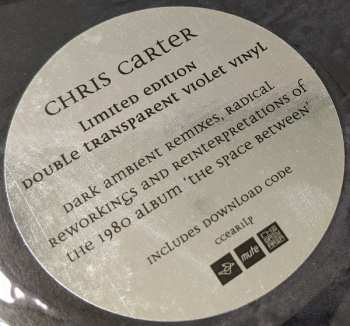 CHRIS CARTER
LIMITED EDITION
DOUBLE TRANSPARENT VIOLET VINYL
DARK AMBIENT REMIXES, RADICAL
REWORKINGS AND REINTERPRETATIONS OF
THE 1980 ALBUM 'THE SPACE BETWEEN'
INCLUDES DOWNLOAD CODE
CCEARLP
mute